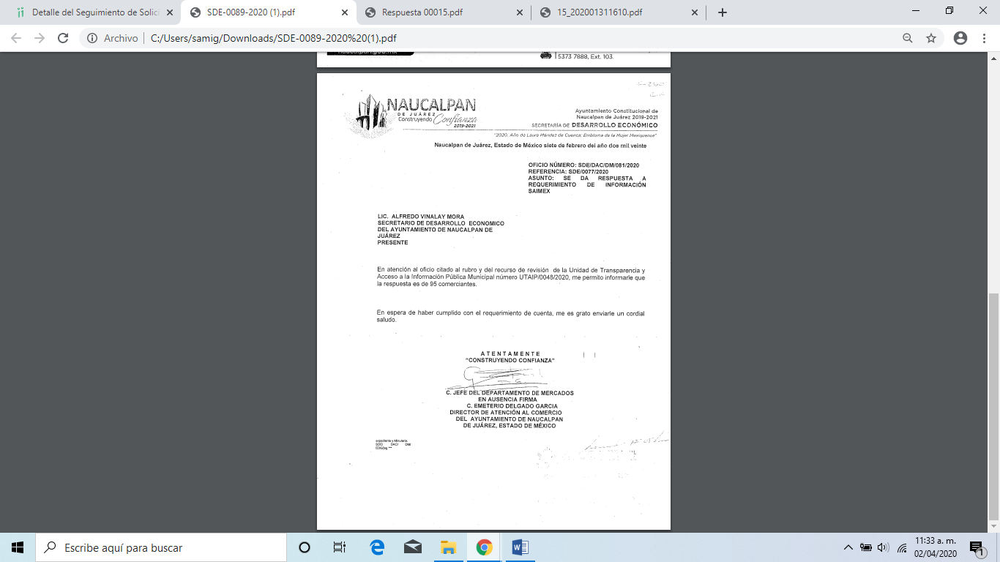 Detalle del Seguimiento de Solici
SDE-0089-2020 (1).pdf
Respuesta 00015.pdf
15_202001311610.pdf
Archivo
C:/Users/samig/Downloads/SDE-0089-2020%20(1).pdf
naucalpan.gob.mx
5373 7888, Ext. 103.
NAUCALPAN
DE JUÁREZ
Construyendo Confianza
2019-2021
Ayuntamiento Constitucional de
Naucalpan de Juárez 2019-2021
SECRETARÍA DE DESARROLLO ECONÓMICO
"2020. Año de Laura Méndez de Cuenca; Emblema de la Mujer Mexiquense"
Naucalpan de Juárez, Estado de México siete de febrero del año dos mil veinte
OFICIO NÚMERO: SDE/DAC/DM/081/2020
REFERENCIA: SDE/0077/2020
ASUNTO: SE DA RESPUESTA A
REQUERIMIENTO DE INFORMACIÓN
SAIMEX
LIC. ALFREDO VINALAY MORA
SECRETARIO DE DESARROLLO ECONOMICO
DEL AYUNTAMIENTO DE NAUCALPAN DE
JUÁREZ
PRESENTE
En atención al oficio citado al rubro y del recurso de revisión de la Unidad de Transparencia y
Acceso a la Información Pública Municipal número UTAIP/0048/2020, me permito informarle que
la respuesta es de 95 comerciantes.
En espera de haber cumplido con el requerimiento de cuenta, me es grato enviarle un cordial
saludo.
A T E N T A M E N T E
"CONSTRUYENDO CONFIANZA"
C. JEFE DEL DEPARTAMENTO DE MERCADOS
EN AUSENCIA FIRMA
C. EMETERIO DELGADO GARCIA
DIRECTOR DE ATENCIÓN AL COMERCIO
DEL AYUNTAMIENTO DE NAUCALPAN
DE JUÁREZ, ESTADO DE MÉXICO
expediente y Minutario.
Escribe aquí para buscar
11:33 a. m.
02/04/2020
1